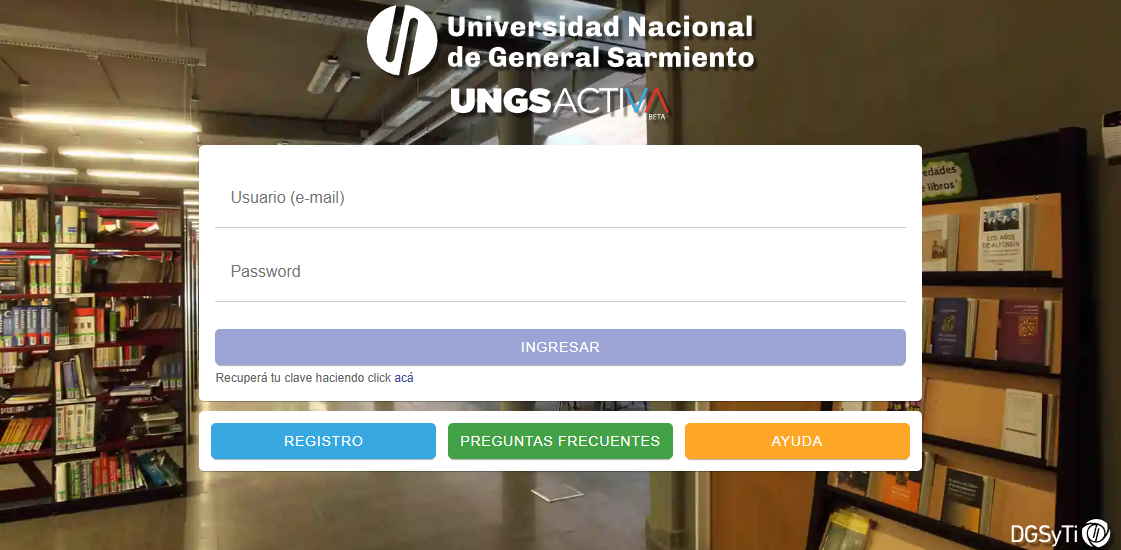 Universidad Nacional
de General Sarmiento
UNGSACTIVA
BETA
Usuario (e-mail)
Password
INGRESAR
Recuperá tu clave haciendo click acá
REGISTRO
PREGUNTAS FRECUENTES
AYUDA
edades
e libros
LOS AÑOS
DE ALFONSÍN
DGSyTi